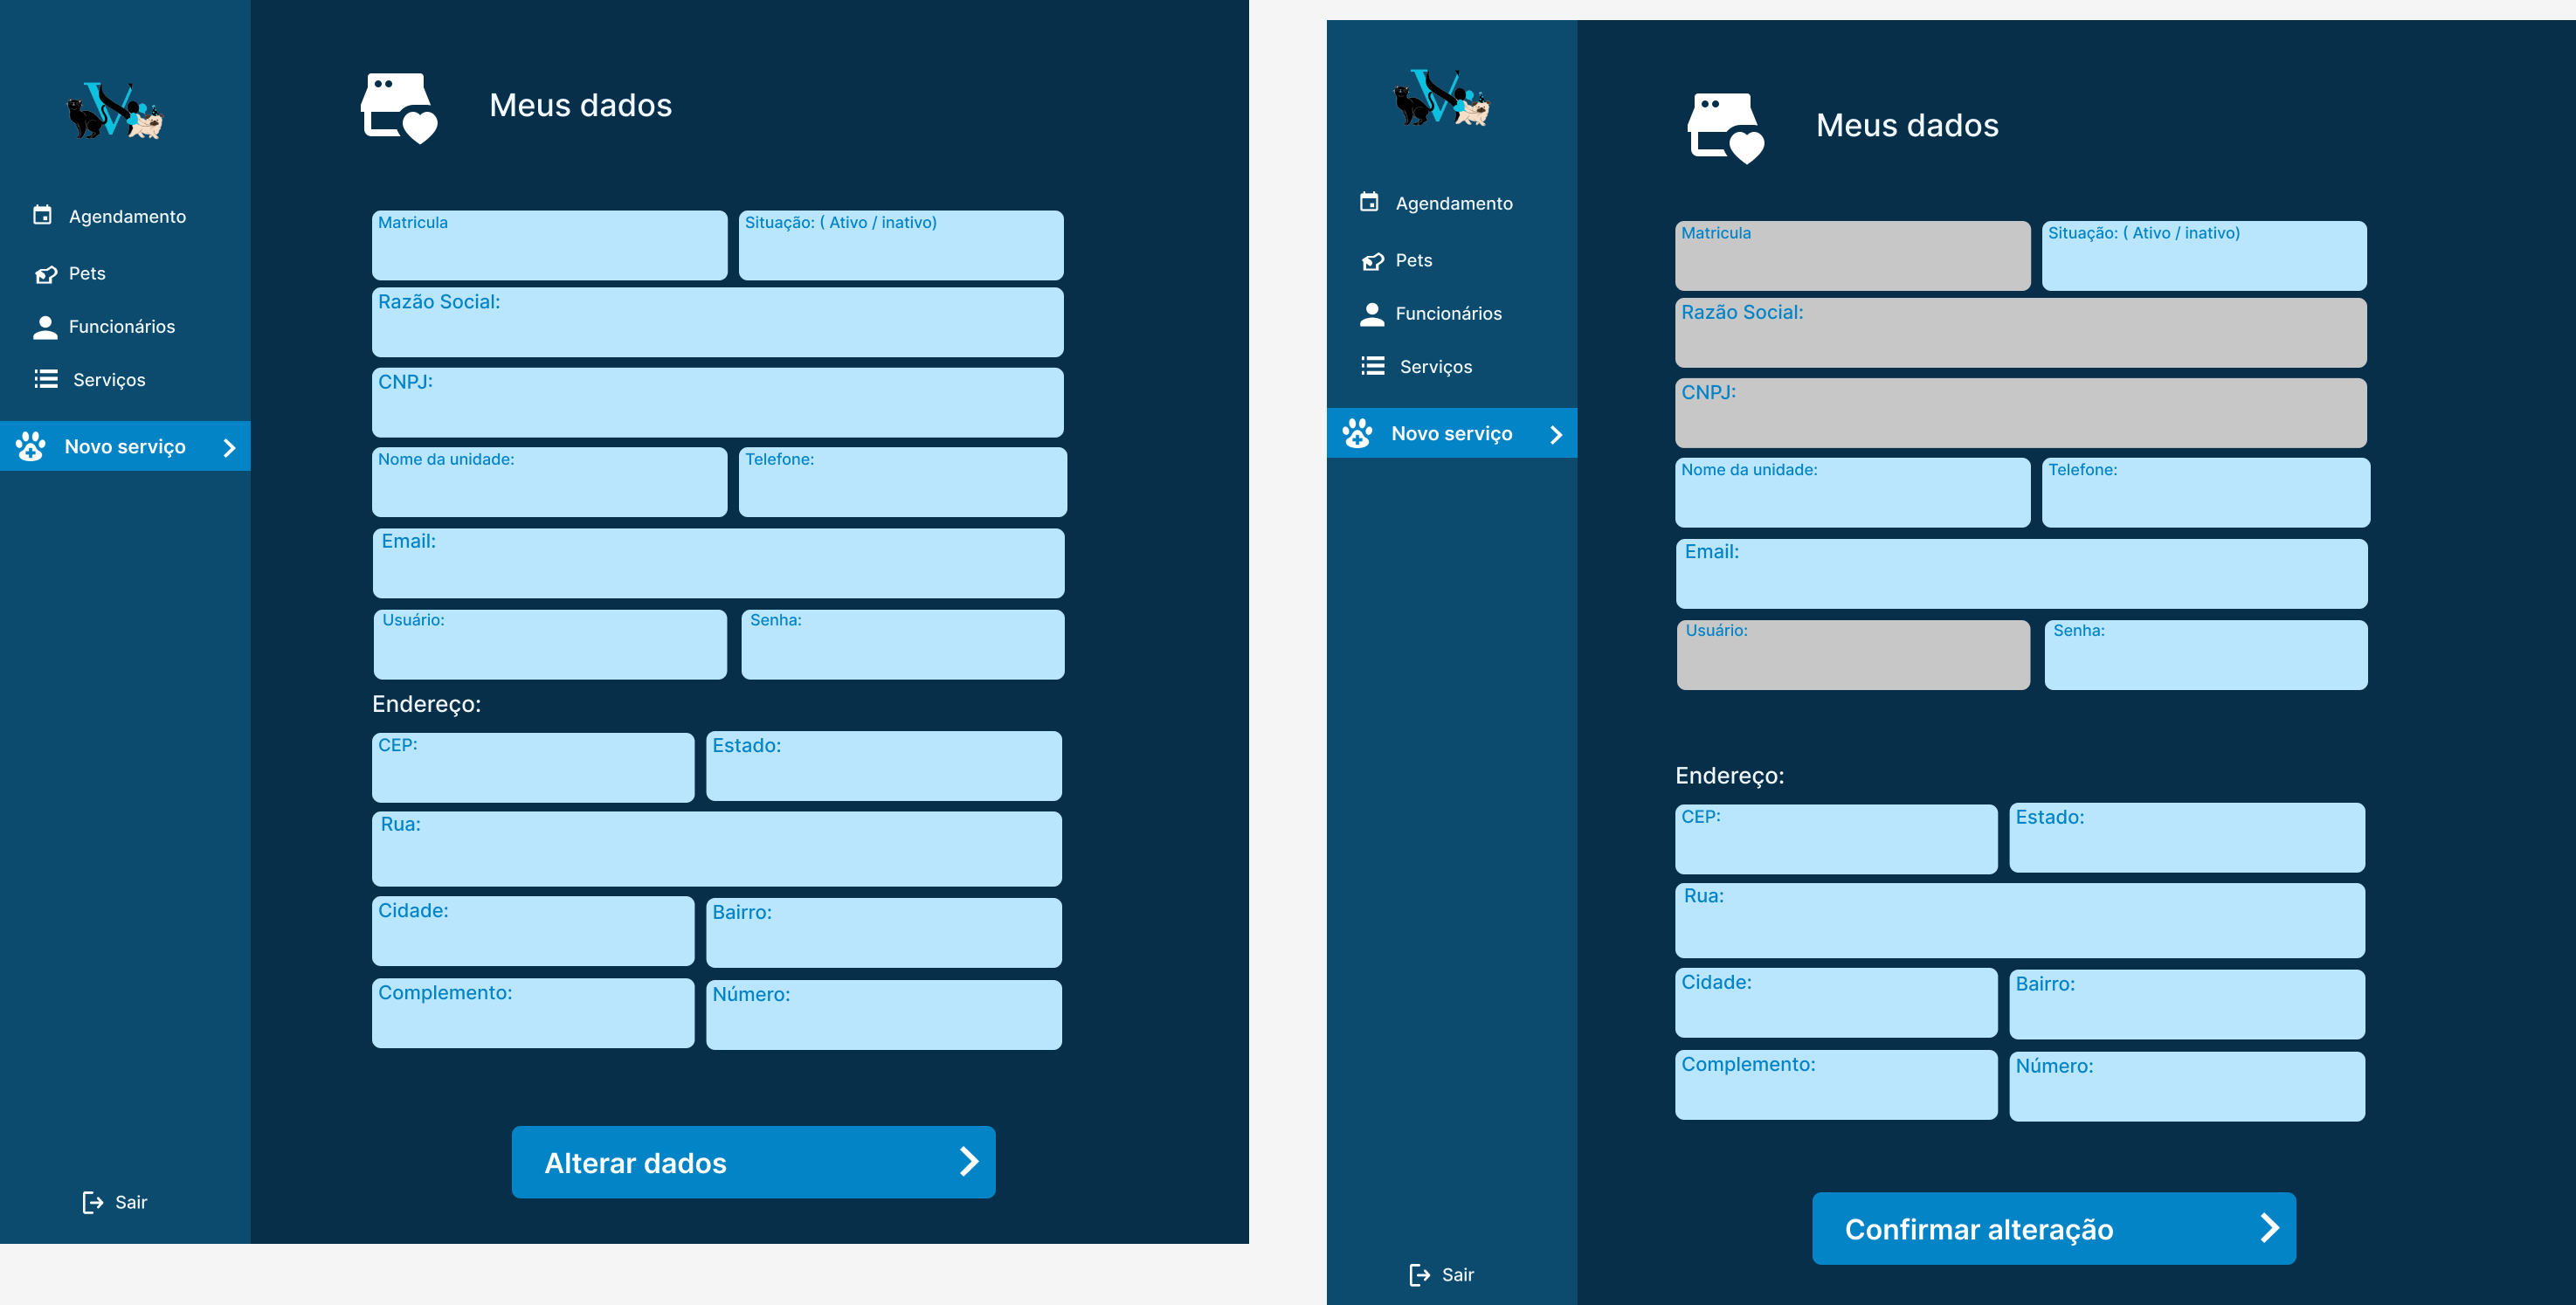 Meus dados
Agendamento
Pets
Funcionários
Serviços
Novo serviço
Sair
Matricula
Situação: ( Ativo / inativo)
Razão Social:
CNPJ:
Nome da unidade:
Telefone:
Email:
Usuário:
Senha:
Endereço:
CEP:
Estado:
Rua:
Cidade:
Bairro:
Complemento:
Número:
Alterar dados
Meus dados
Agendamento
Pets
Funcionários
Serviços
Novo serviço
Sair
Matricula
Situação: ( Ativo / inativo)
Razão Social:
CNPJ:
Nome da unidade:
Telefone:
Email:
Usuário:
Senha:
Endereço:
CEP:
Estado:
Rua:
Cidade:
Bairro:
Complemento:
Número:
Confirmar alteração